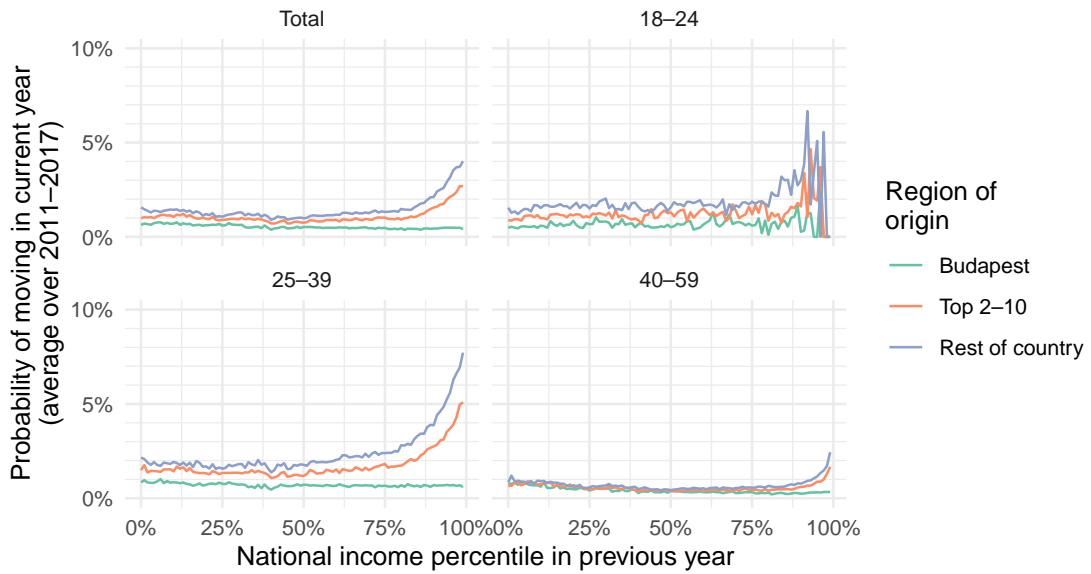 Total
18–24
10%
5%
0%
25–39
40–59
10%
5%
0%
0%
25%
50%
75%
100%
0%
25%
50%
75%
100%
National income percentile in previous year
Probability of moving in current year
(average over 2011–2017)
Region of
origin
Budapest
Top 2–10
Rest of country